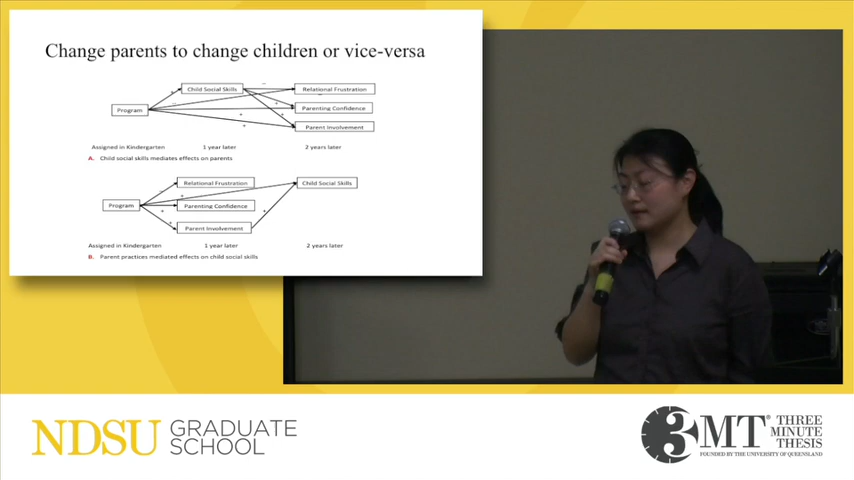 Change parents to change children or vice-versa
Child Social Skills
Relational Frustration
Program
Parenting Confidence
Parent Involvement
Assigned in Kindergarten 1 year later 2 years later
A. Child social skills mediates effects on parents
Relational Frustration
Child Social Skills
Program
Parenting Confidence
Parent Involvement
Assigned in Kindergarten 1 year later 2 years later
B. Parent practices mediated effects on child social skills
NDSU GRADUATE SCHOOL
3MT® THREE MINUTE THESIS
FOUNDED BY THE UNIVERSITY OF QUEENSLAND